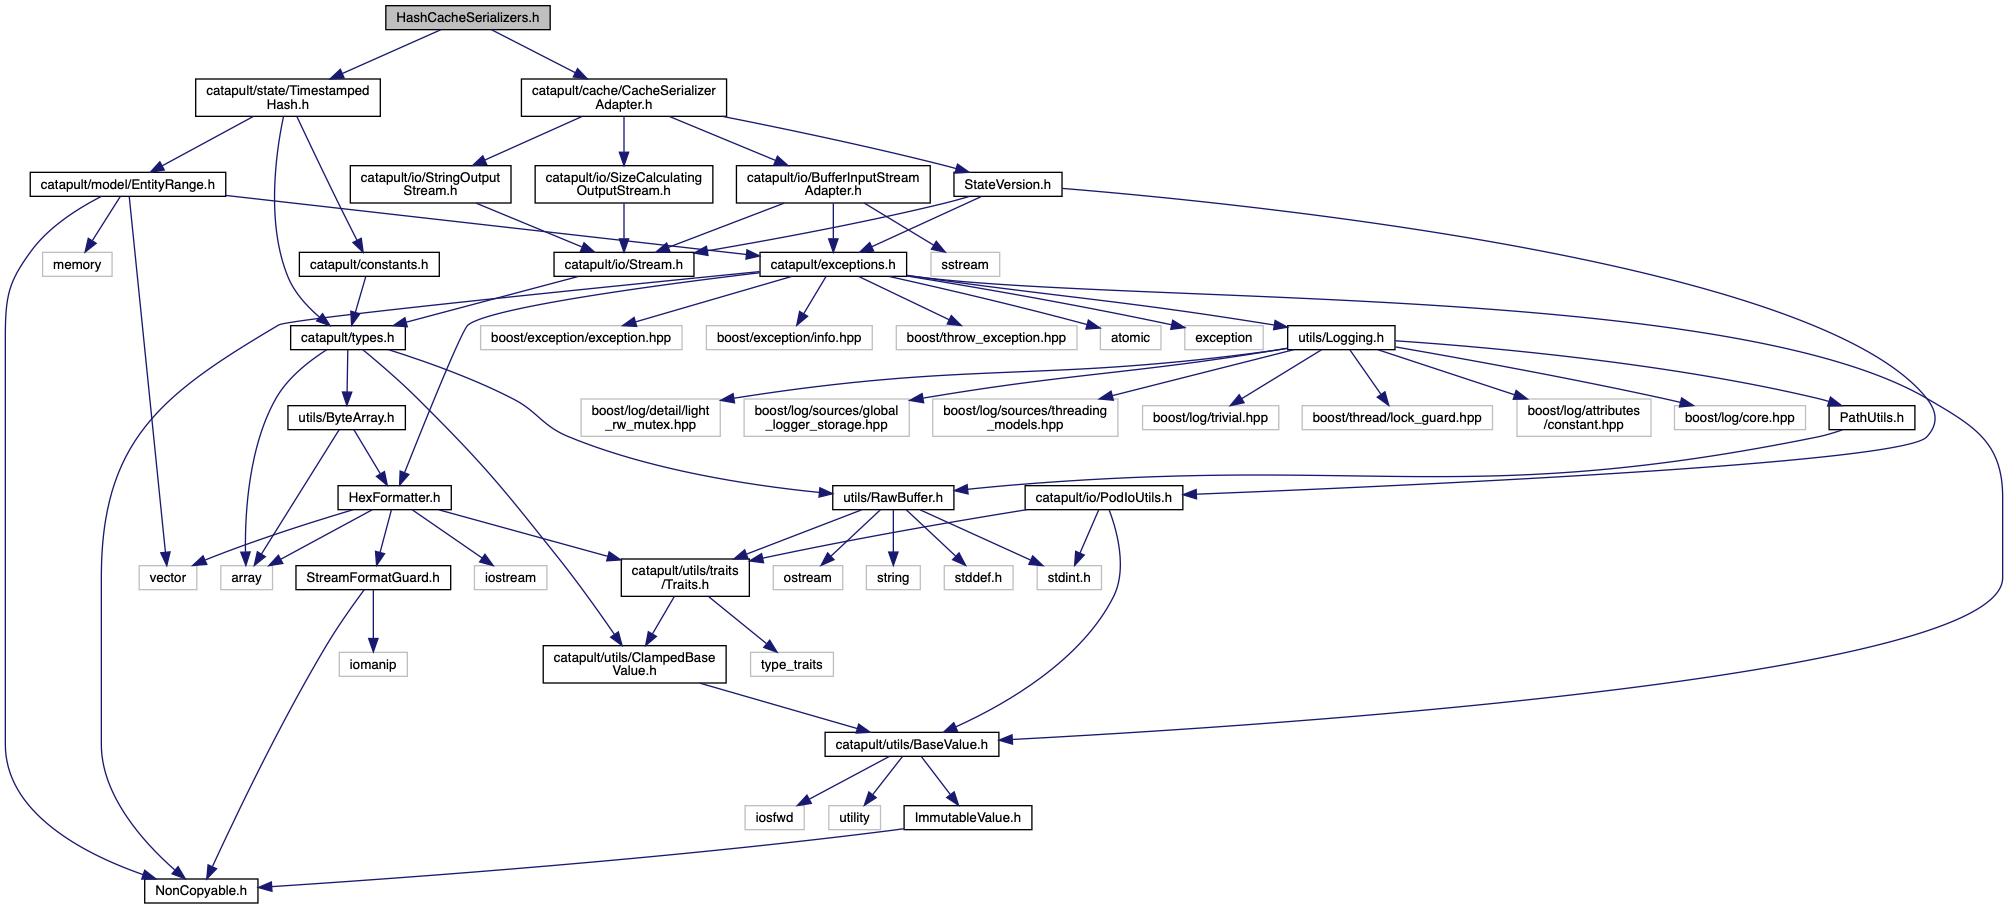 HashCacheSerializers.h
catapult/state/Timestamped
Hash.h
catapult/cache/CacheSerializer
Adapter.h
catapult/model/EntityRange.h
catapult/io/StringOutput
Stream.h
catapult/io/SizeCalculating
OutputStream.h
catapult/io/BufferInputStream
Adapter.h
StateVersion.h
memory
catapult/constants.h
catapult/io/Stream.h
catapult/exceptions.h
sstream
catapult/types.h
boost/exception/exception.hpp
boost/exception/info.hpp
boost/throw_exception.hpp
atomic
exception
utils/Logging.h
utils/ByteArray.h
boost/log/detail/light
_rw_mutex.hpp
boost/log/sources/global
_logger_storage.hpp
boost/log/sources/threading
_models.hpp
boost/log/trivial.hpp
boost/thread/lock_guard.hpp
boost/log/attributes
/constant.hpp
boost/log/core.hpp
PathUtils.h
HexFormatter.h
utils/RawBuffer.h
catapult/io/PodIoUtils.h
vector
array
StreamFormatGuard.h
iostream
catapult/utils/traits
/Traits.h
ostream
string
stddef.h
stdint.h
iomanip
catapult/utils/ClampedBase
Value.h
type_traits
catapult/utils/BaseValue.h
iosfwd
utility
ImmutableValue.h
NonCopyable.h